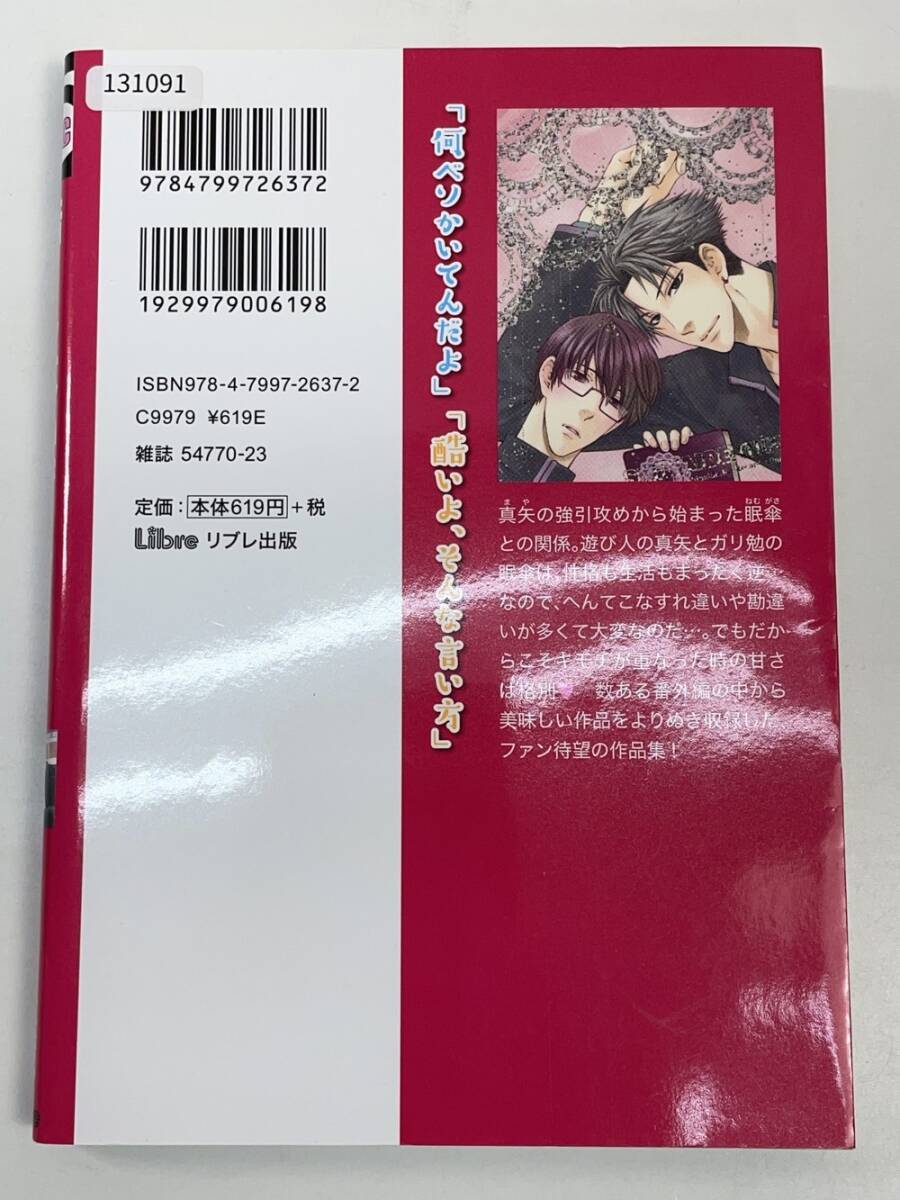 131091
9784799726372
1929979006198
ISBN978-4-7997-2637-2
C9979 ¥619E
雑誌 54770-23
定価：本体619円＋税
Libre リブレ出版
「何ベソかいてんだよ」「酷いよ、そんな言い方」
真矢の強引攻めから始まった眠傘
まや
ねむがさ
との関係。遊び人の真矢とガリ勉の
眠傘は、性格も生活もまったく逆…
なので、へんてこなすれ違いや勘違
いが多くて大変なのだ…。でもだか
らこそキモチが重なった時の甘さ
は格別♥ 数ある番外編の中から
美味しい作品をよりぬき収録した
ファン待望の作品集！